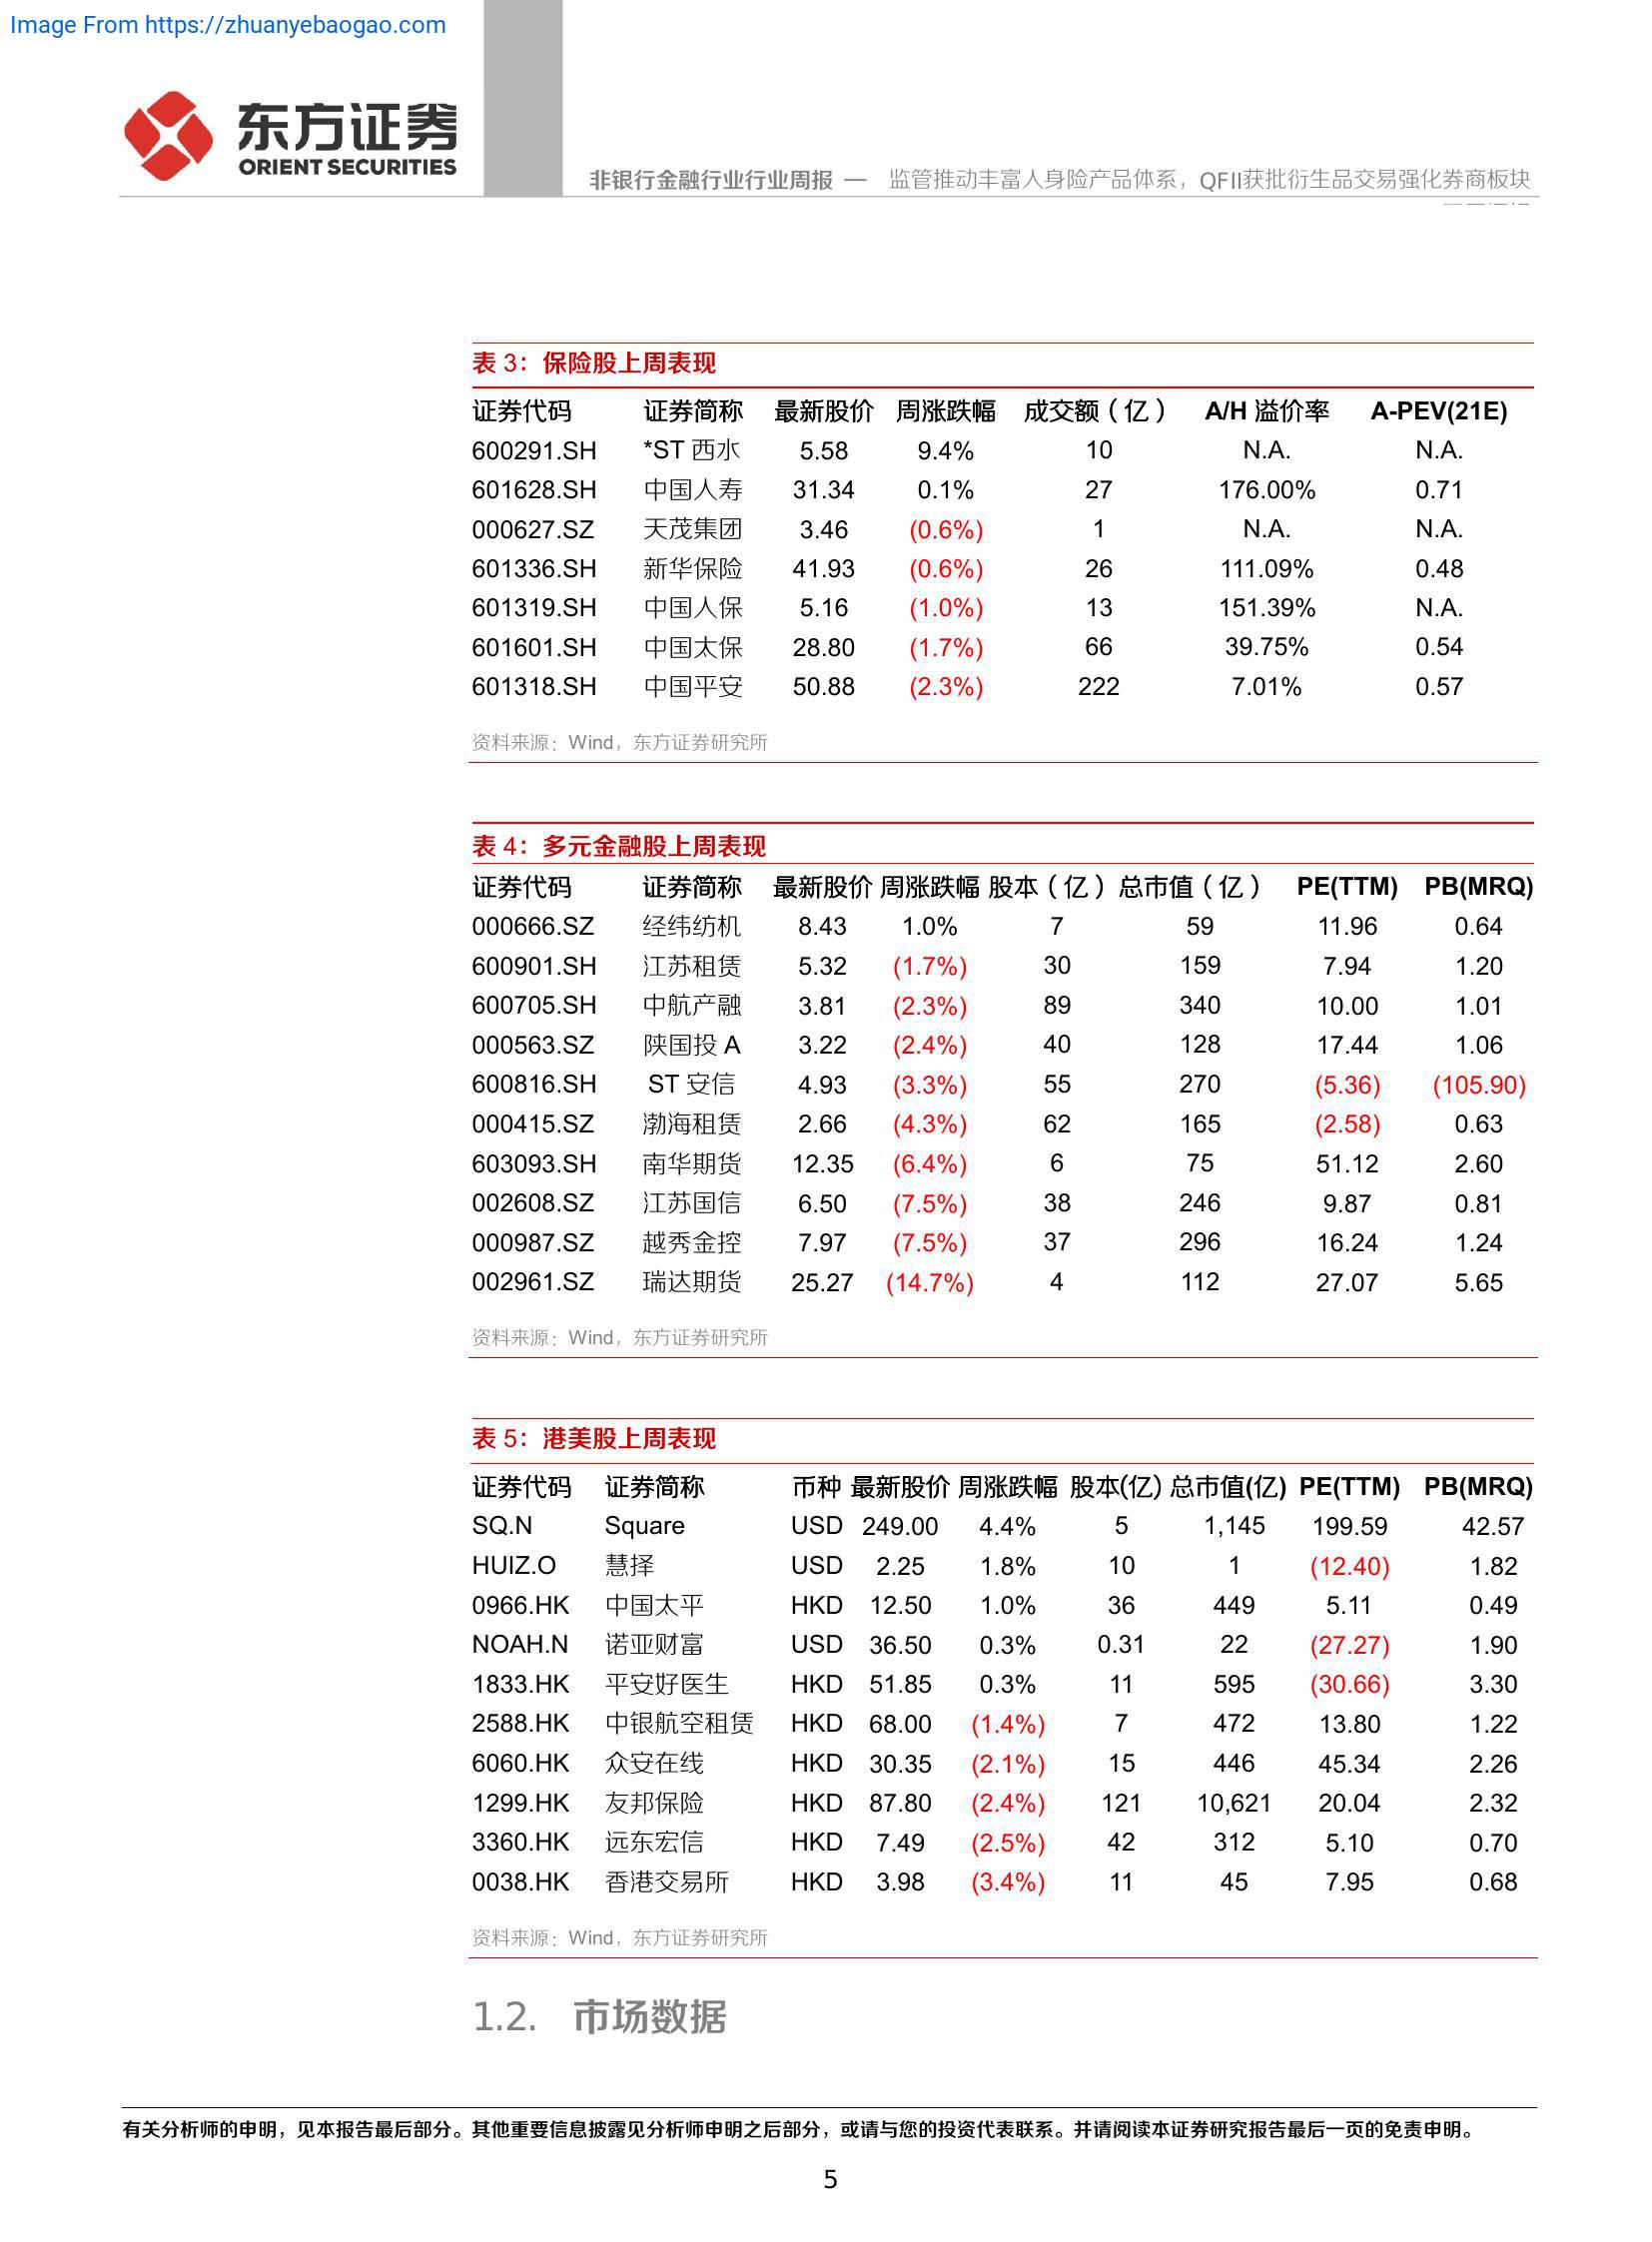 Image From https://zhuanyebaogao.com
东方证券
ORIENT SECURITIES
非银行金融行业行业周报 — 监管推动丰富人身险产品体系，QFII获批衍生品交易强化券商板块
表 3：保险股上周表现
证券代码 证券简称 最新股价 周涨跌幅 成交额（亿） A/H 溢价率 A-PEV(21E)
600291.SH *ST 西水 5.58 9.4% 10 N.A. N.A.
601628.SH 中国人寿 31.34 0.1% 27 176.00% 0.71
000627.SZ 天茂集团 3.46 (0.6%) 1 N.A. N.A.
601336.SH 新华保险 41.93 (0.6%) 26 111.09% 0.48
601319.SH 中国人保 5.16 (1.0%) 13 151.39% N.A.
601601.SH 中国太保 28.80 (1.7%) 66 39.75% 0.54
601318.SH 中国平安 50.88 (2.3%) 222 7.01% 0.57
资料来源：Wind，东方证券研究所
表 4：多元金融股上周表现
证券代码 证券简称 最新股价 周涨跌幅 股本（亿） 总市值（亿） PE(TTM) PB(MRQ)
000666.SZ 经纬纺机 8.43 1.0% 7 59 11.96 0.64
600901.SH 江苏租赁 5.32 (1.7%) 30 159 7.94 1.20
600705.SH 中航产融 3.81 (2.3%) 89 340 10.00 1.01
000563.SZ 陕国投 A 3.22 (2.4%) 40 128 17.44 1.06
600816.SH ST 安信 4.93 (3.3%) 55 270 (5.36) (105.90)
000415.SZ 渤海租赁 2.66 (4.3%) 62 165 (2.58) 0.63
603093.SH 南华期货 12.35 (6.4%) 6 75 51.12 2.60
002608.SZ 江苏国信 6.50 (7.5%) 38 246 9.87 0.81
000987.SZ 越秀金控 7.97 (7.5%) 37 296 16.24 1.24
002961.SZ 瑞达期货 25.27 (14.7%) 4 112 27.07 5.65
资料来源：Wind，东方证券研究所
表 5：港美股上周表现
证券代码 证券简称 币种 最新股价 周涨跌幅 股本(亿) 总市值(亿) PE(TTM) PB(MRQ)
SQ.N Square USD 249.00 4.4% 5 1,145 199.59 42.57
HUIZ.O 慧择 USD 2.25 1.8% 10 1 (12.40) 1.82
0966.HK 中国太平 HKD 12.50 1.0% 36 449 5.11 0.49
NOAH.N 诺亚财富 USD 36.50 0.3% 0.31 22 (27.27) 1.90
1833.HK 平安好医生 HKD 51.85 0.3% 11 595 (30.66) 3.30
2588.HK 中银航空租赁 HKD 68.00 (1.4%) 7 472 13.80 1.22
6060.HK 众安在线 HKD 30.35 (2.1%) 15 446 45.34 2.26
1299.HK 友邦保险 HKD 87.80 (2.4%) 121 10,621 20.04 2.32
3360.HK 远东宏信 HKD 7.49 (2.5%) 42 312 5.10 0.70
0038.HK 香港交易所 HKD 3.98 (3.4%) 11 45 7.95 0.68
资料来源：Wind，东方证券研究所
1.2. 市场数据
有关分析师的申明，见本报告最后部分。其他重要信息披露见分析师申明之后部分，或请与您的投资代表联系。并请阅读本证券研究报告最后一页的免责申明。
5